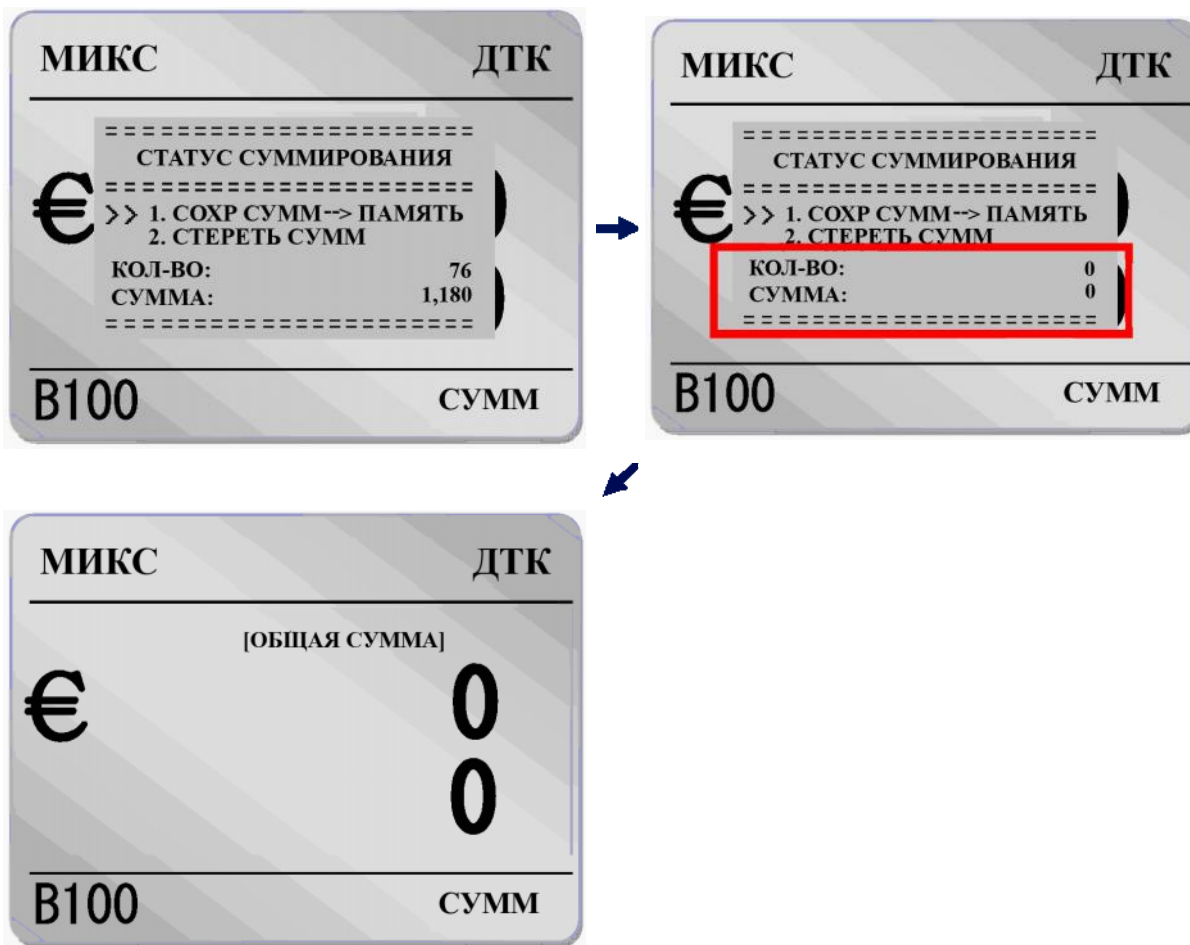 МИКС ДТК
======================
СТАТУС СУММИРОВАНИЯ
======================
>> 1. СОХР СУММ--> ПАМЯТЬ
2. СТЕРЕТЬ СУММ
КОЛ-ВО: 76
СУММА: 1,180
======================
€
B100 СУММ
МИКС ДТК
======================
СТАТУС СУММИРОВАНИЯ
======================
>> 1. СОХР СУММ--> ПАМЯТЬ
2. СТЕРЕТЬ СУММ
КОЛ-ВО: 0
СУММА: 0
======================
€
B100 СУММ
МИКС ДТК
[ОБЩАЯ СУММА]
€ 0
0
B100 СУММ